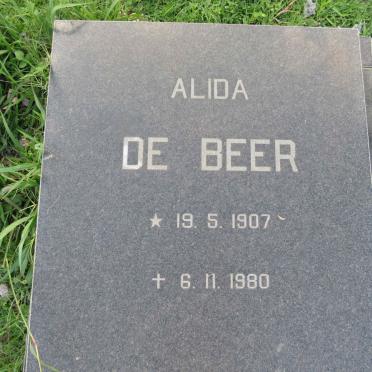 ALIDA
DE BEER
★ 19. 5. 1907
✝ 6. 11. 1980